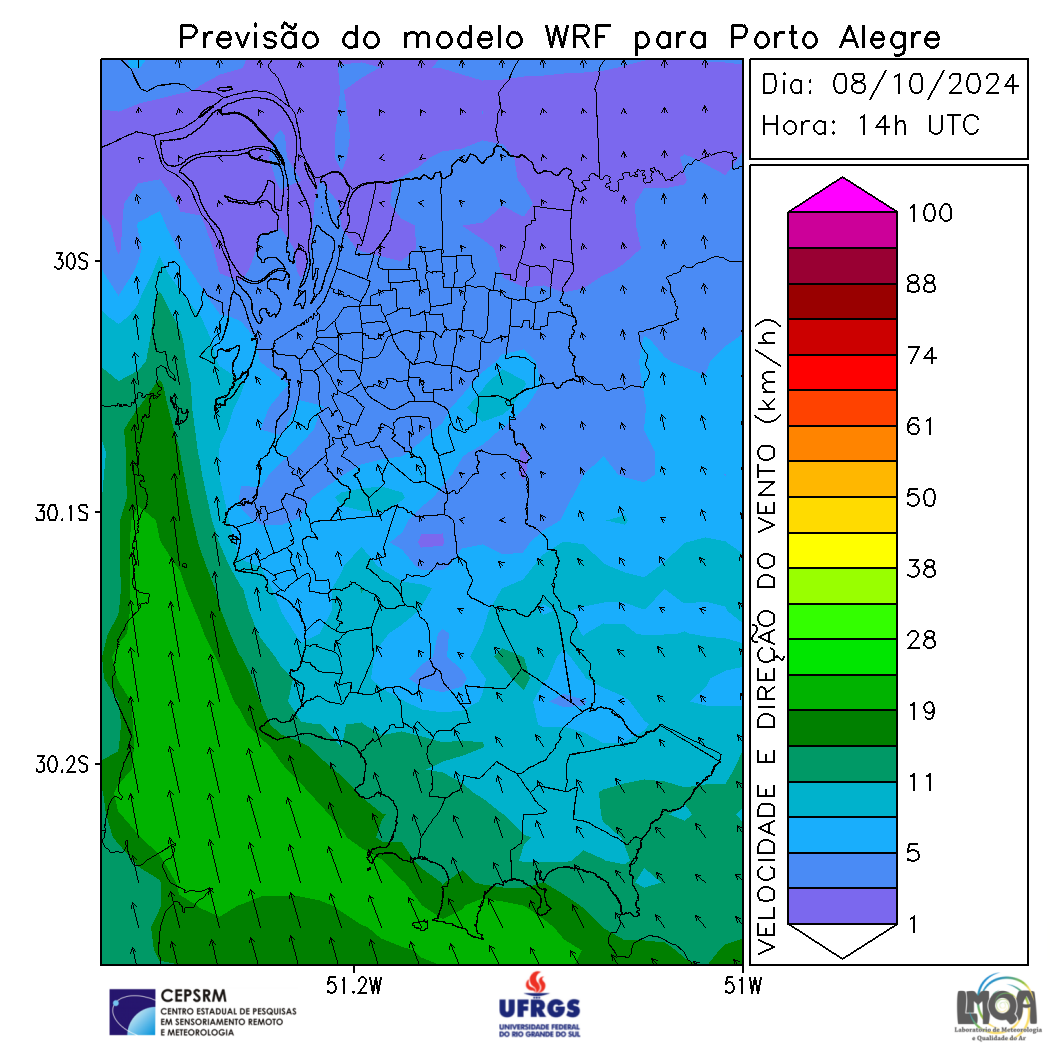 Previsão do modelo WRF para Porto Alegre
Dia: 08/10/2024
Hora: 14h UTC
30S
30.1S
30.2S
51.2W
51W
VELOCIDADE E DIREÇÃO DO VENTO (km/h)
100
88
74
61
50
38
28
19
11
5
1
CEPSRM
CENTRO ESTADUAL DE PESQUISAS
EM SENSORIAMENTO REMOTO
E METEOROLOGIA
UFRGS
UNIVERSIDADE FEDERAL
DO RIO GRANDE DO SUL
LMQA
Laboratório de Meteorologia
e Qualidade do Ar